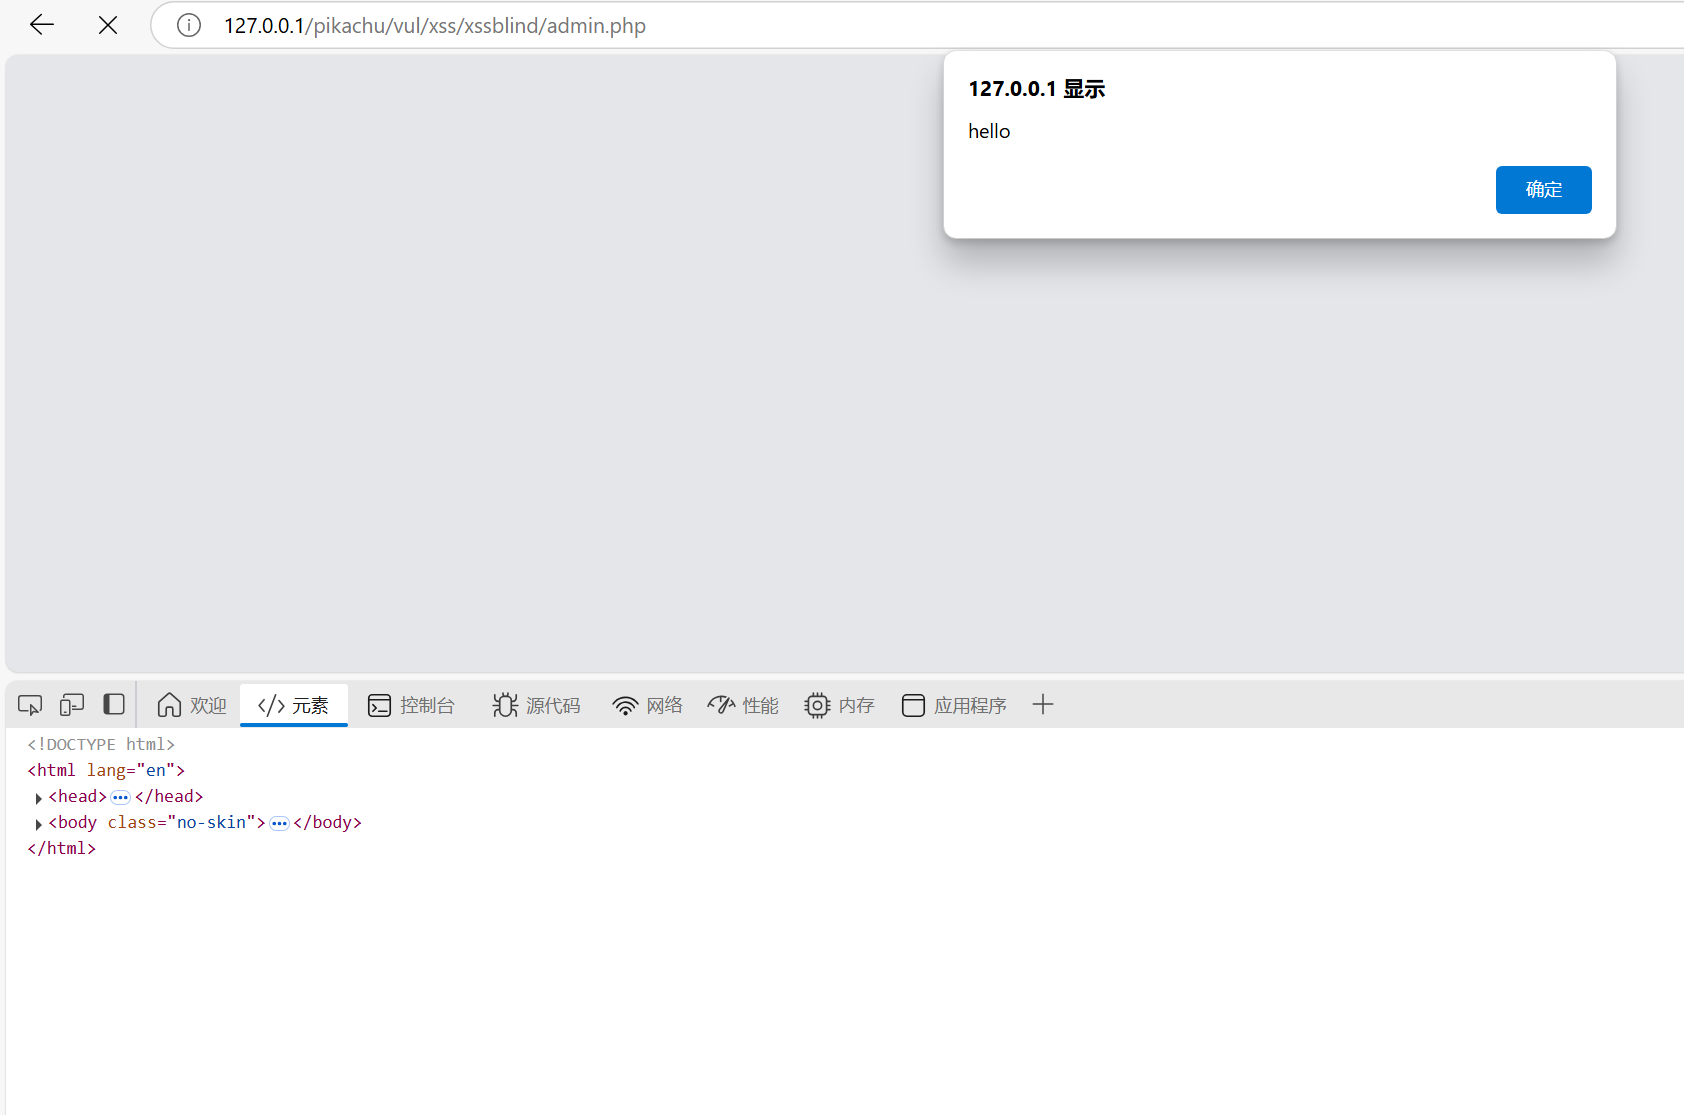 127.0.0.1/pikachu/vul/xss/xssblind/admin.php
127.0.0.1 显示
hello
确定
欢迎 元素 控制台 源代码 网络 性能 内存 应用程序
<!DOCTYPE html>
<html lang="en">
<head>…</head>
<body class="no-skin">…</body>
</html>